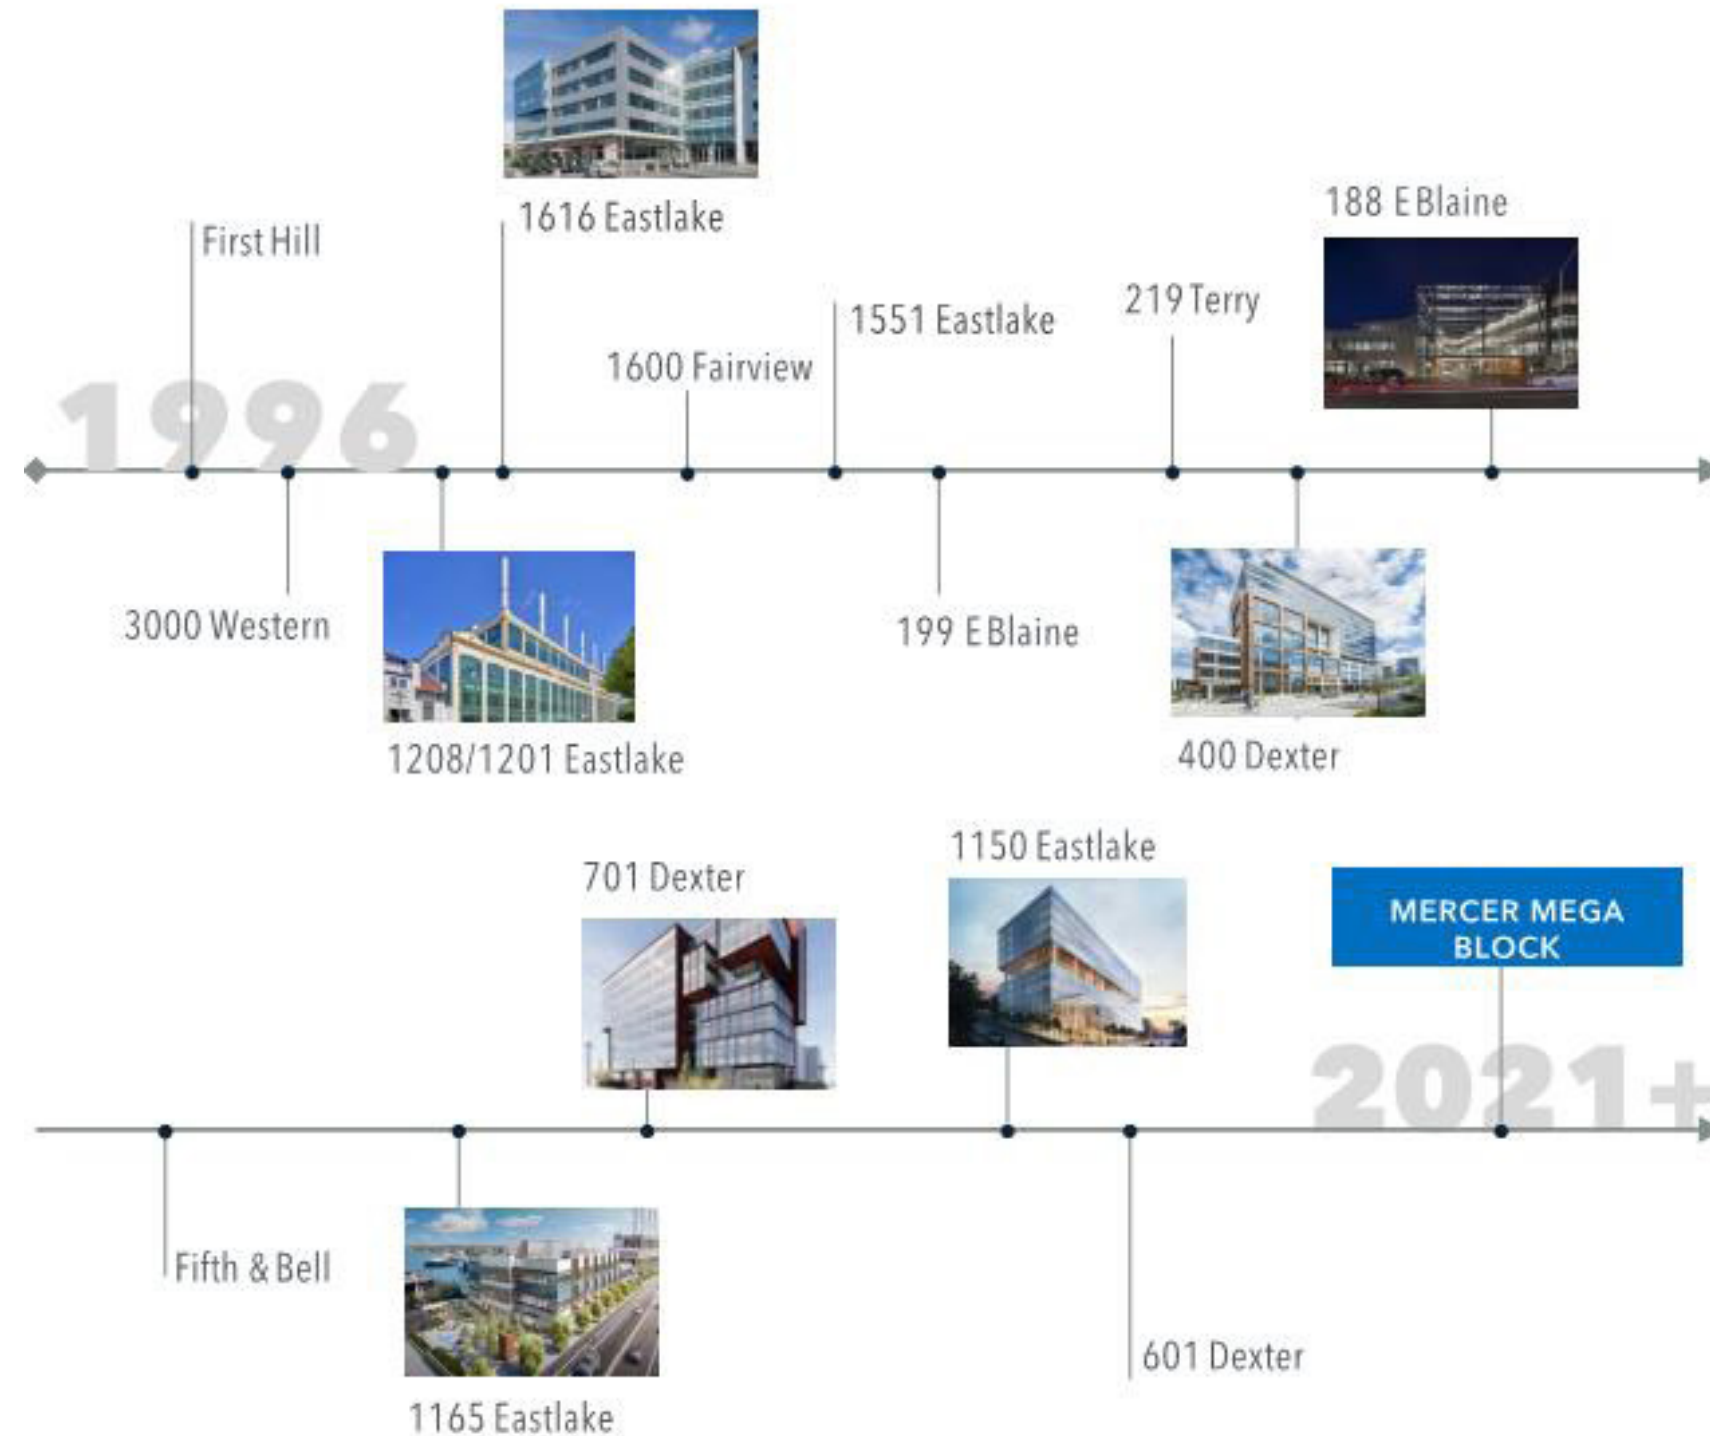 1616 Eastlake
188 E Blaine
First Hill
219 Terry
1551 Eastlake
1600 Fairview
1996
3000 Western
199 E Blaine
1208/1201 Eastlake
400 Dexter
1150 Eastlake
701 Dexter
MERCER MEGA
BLOCK
2021+
Fifth & Bell
601 Dexter
1165 Eastlake